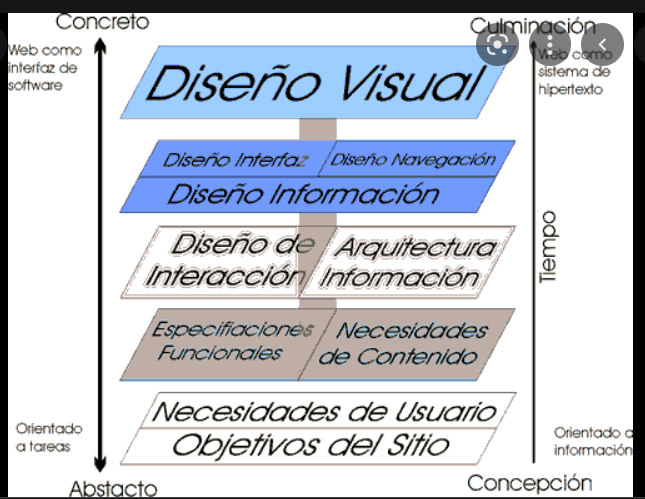 Concreto
Culminación
Web como
interfaz de
software
Web como
sistema de
hipertexto
Diseño Visual
Diseño Interfaz
Diseño Navegación
Diseño Información
Diseño de
Interacción
Arquitectura
Información
Tiempo
Especifiaciones
Funcionales
Necesidades
de Contenido
Necesidades de Usuario
Objetivos del Sitio
Orientado
a tareas
Orientado a
información
Abstacto
Concepción